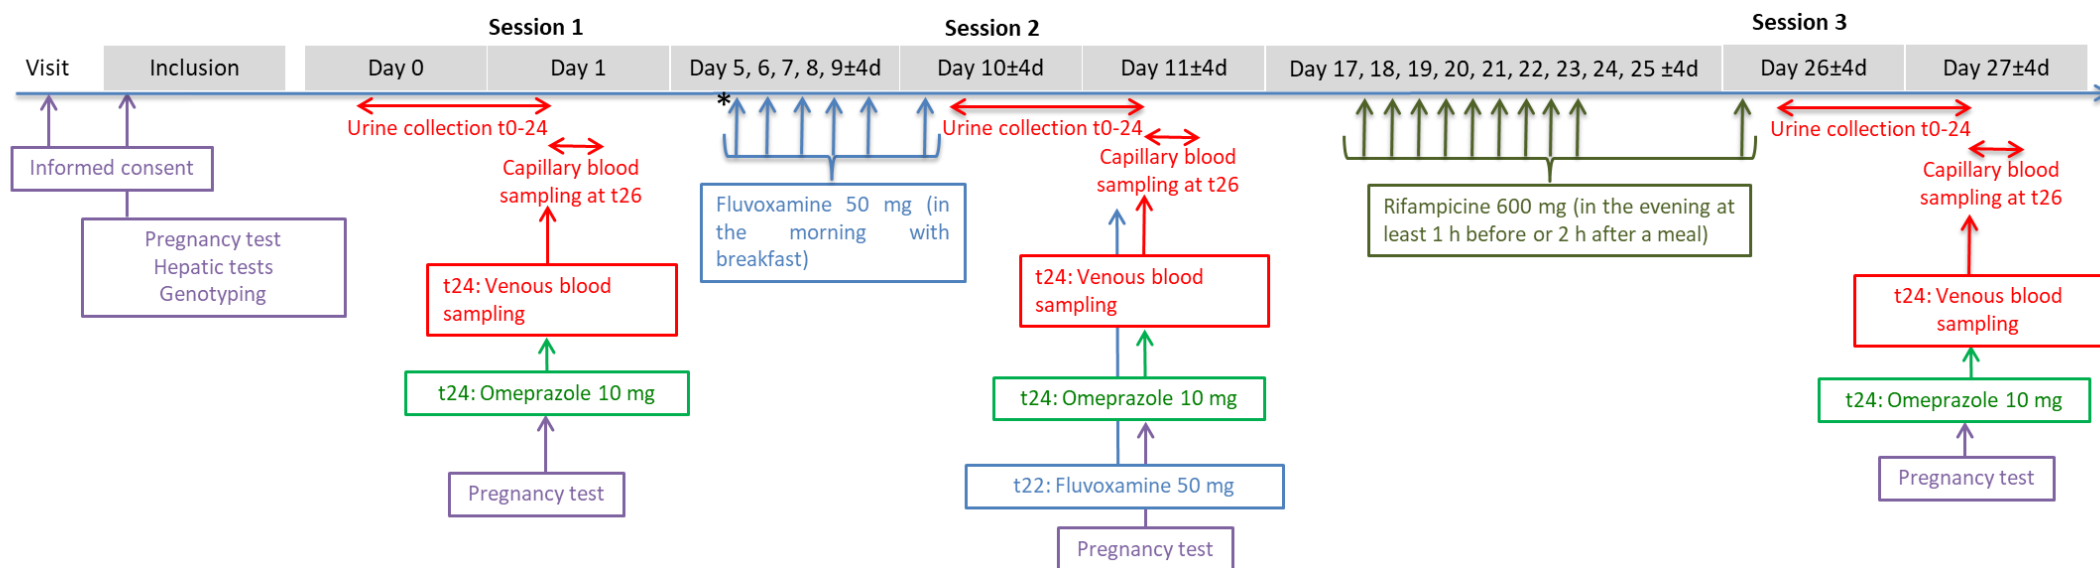 Session 1
Session 2
Session 3
Visit
Inclusion
Day 0
Day 1
Day 5, 6, 7, 8, 9±4d
Day 10±4d
Day 11±4d
Day 17, 18, 19, 20, 21, 22, 23, 24, 25 ±4d
Day 26±4d
Day 27±4d
*
Informed consent
Pregnancy test
Hepatic tests
Genotyping
Urine collection t0-24
Capillary blood
sampling at t26
t24: Venous blood
sampling
t24: Omeprazole 10 mg
Pregnancy test
Fluvoxamine 50 mg (in
the morning with
breakfast)
Urine collection t0-24
Capillary blood
sampling at t26
t24: Venous blood
sampling
t24: Omeprazole 10 mg
t22: Fluvoxamine 50 mg
Pregnancy test
Rifampicine 600 mg (in the evening at
least 1 h before or 2 h after a meal)
Urine collection t0-24
Capillary blood
sampling at t26
t24: Venous blood
sampling
t24: Omeprazole 10 mg
Pregnancy test